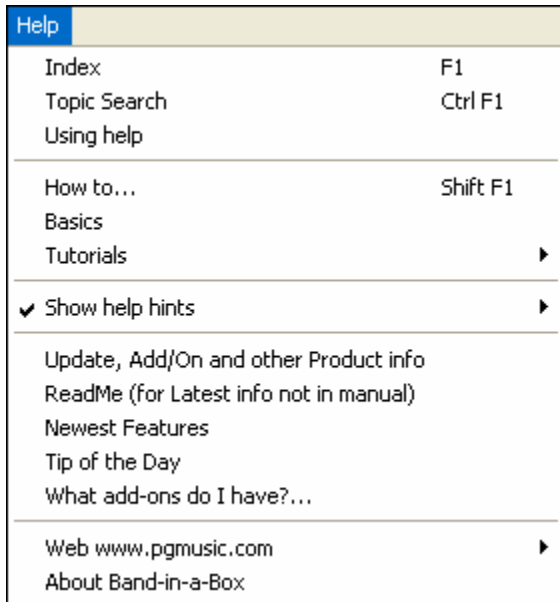 Help
Index F1
Topic Search Ctrl F1
Using help
How to... Shift F1
Basics
Tutorials
Show help hints
Update, Add/On and other Product info
ReadMe (for Latest info not in manual)
Newest Features
Tip of the Day
What add-ons do I have?...
Web www.pgmusic.com
About Band-in-a-Box